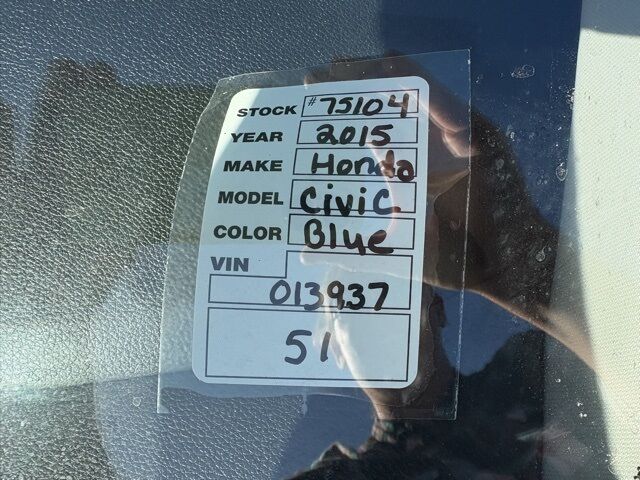 STOCK #75104
YEAR 2015
MAKE Honda
MODEL Civic
COLOR Blue
VIN
013937
51